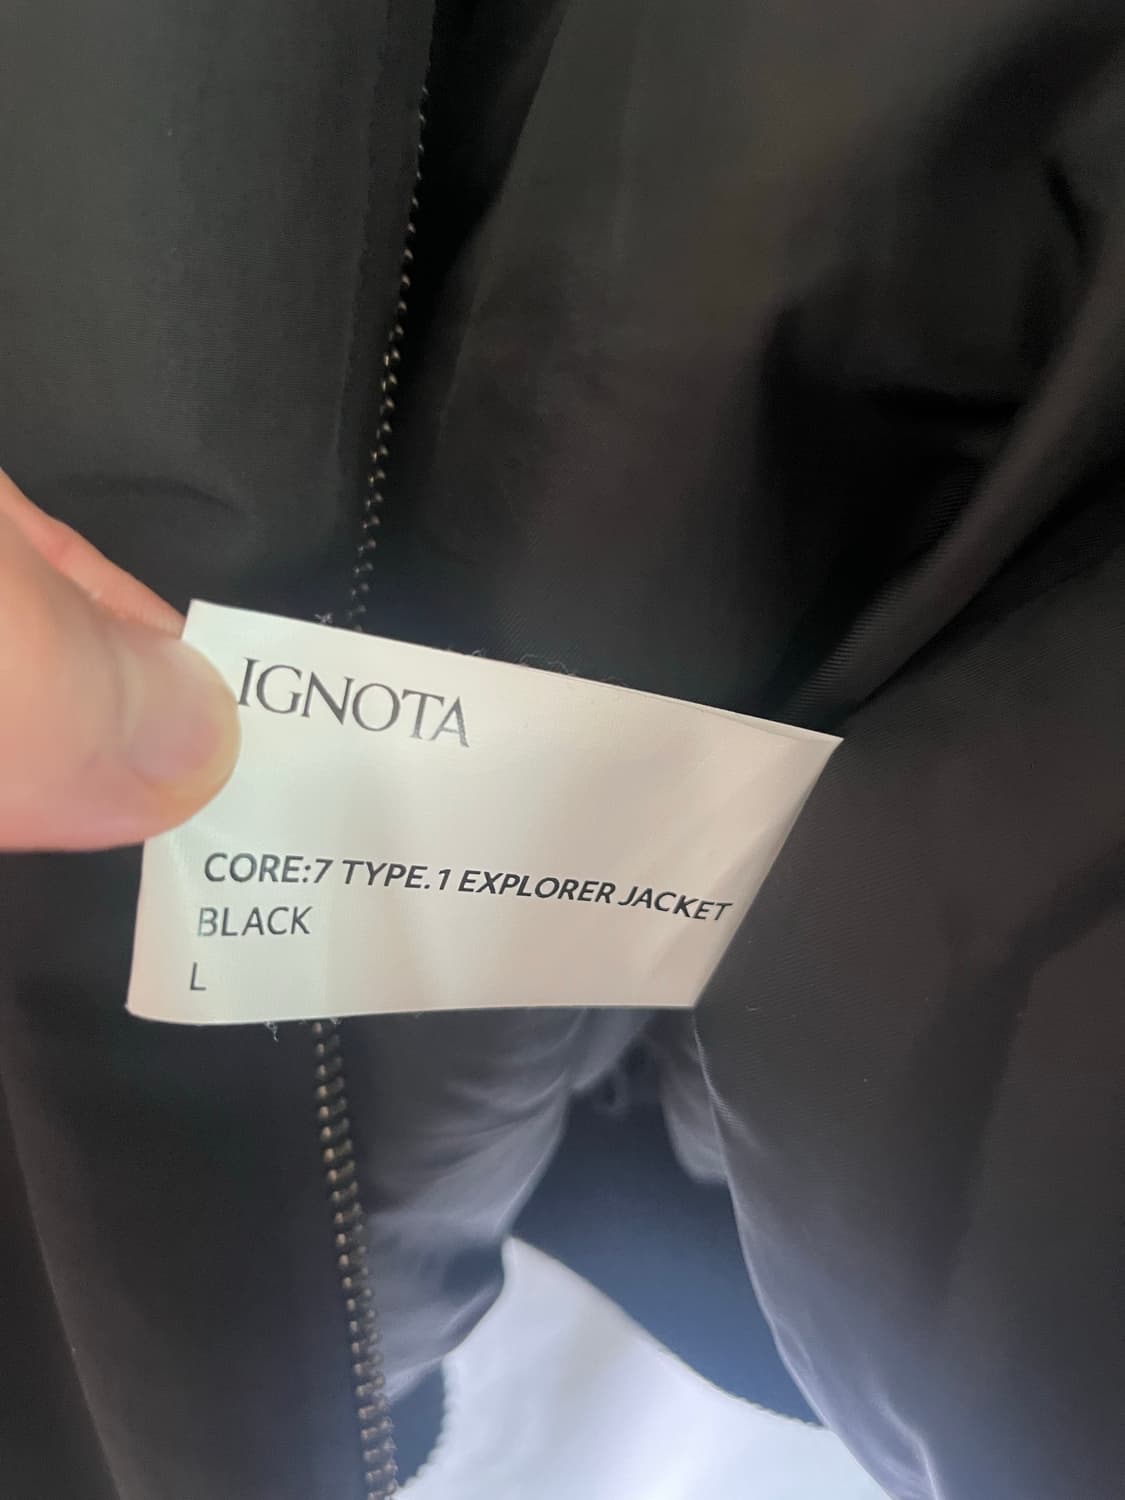 IGNOTA
CORE:7 TYPE.1 EXPLORER JACKET
BLACK
L